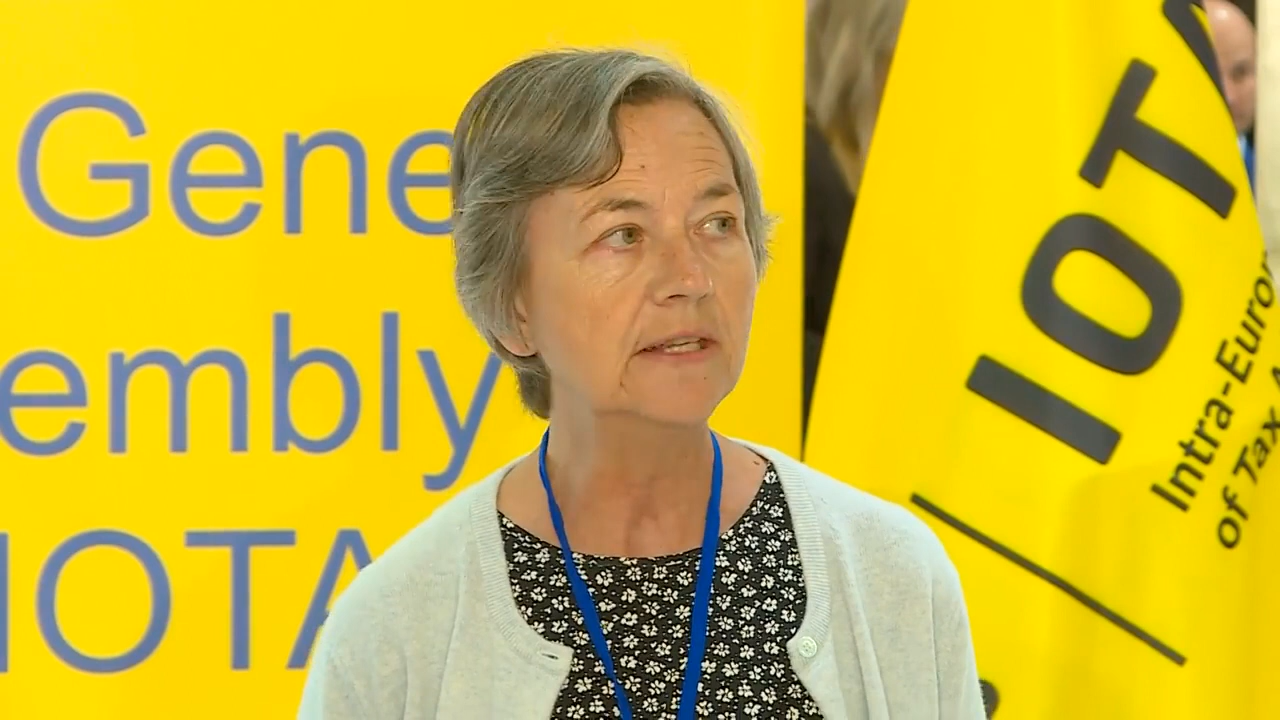 Gene
embly
IOTA
IOTA
Intra-Euro
of Tax